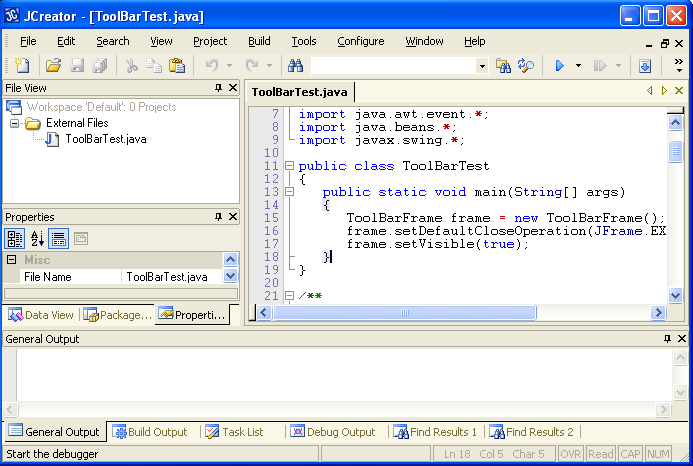 JCreator - [ToolBarTest.java]
File Edit Search View Project Build Tools Configure Window Help
File View
Workspace 'Default': 0 Projects
External Files
ToolBarTest.java
Properties
Misc
File Name ToolBarTest.java
Data View Package... Properti...
ToolBarTest.java
7 import java.awt.event.*;
8 import java.beans.*;
9 import javax.swing.*;
10
11 public class ToolBarTest
12 {
13 public static void main(String[] args)
14 {
15 ToolBarFrame frame = new ToolBarFrame();
16 frame.setDefaultCloseOperation(JFrame.EX
17 frame.setVisible(true);
18 }
19 }
20
21 /**
General Output
General Output Build Output Task List Debug Output Find Results 1 Find Results 2
Start the debugger Ln 18 Col 5 Char 5 OVR Read CAP NUM